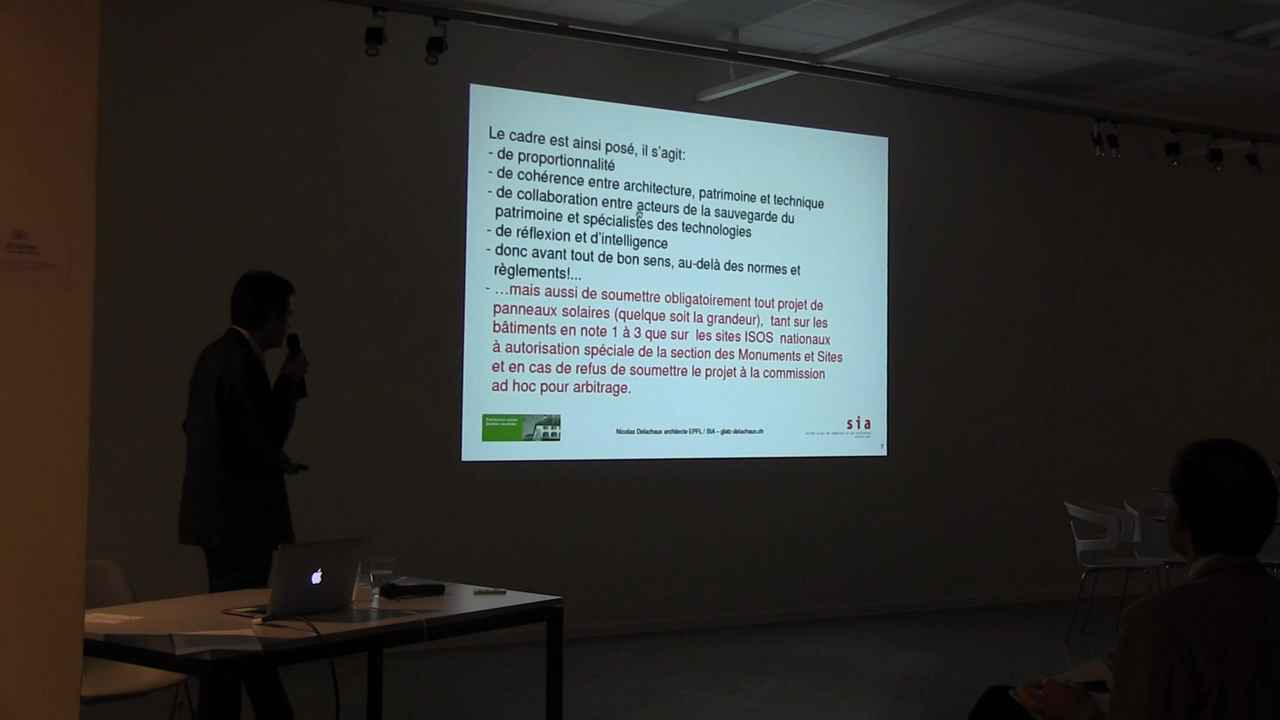 Le cadre est ainsi posé, il s'agit:
- de proportionnalité
- de cohérence entre architecture, patrimoine et technique
- de collaboration entre acteurs de la sauvegarde du
patrimoine et spécialistes des technologies
- de réflexion et d'intelligence
- donc avant tout de bon sens, au-delà des normes et
règlements!...
- ...mais aussi de soumettre obligatoirement tout projet de
panneaux solaires (quelque soit la grandeur), tant sur les
bâtiments en note 1 à 3 que sur les sites ISOS nationaux
à autorisation spéciale de la section des Monuments et Sites
et en cas de refus de soumettre le projet à la commission
ad hoc pour arbitrage.
Nicolas Delachaux architecte EPFL / SIA – glatz-delachaux.ch
sia